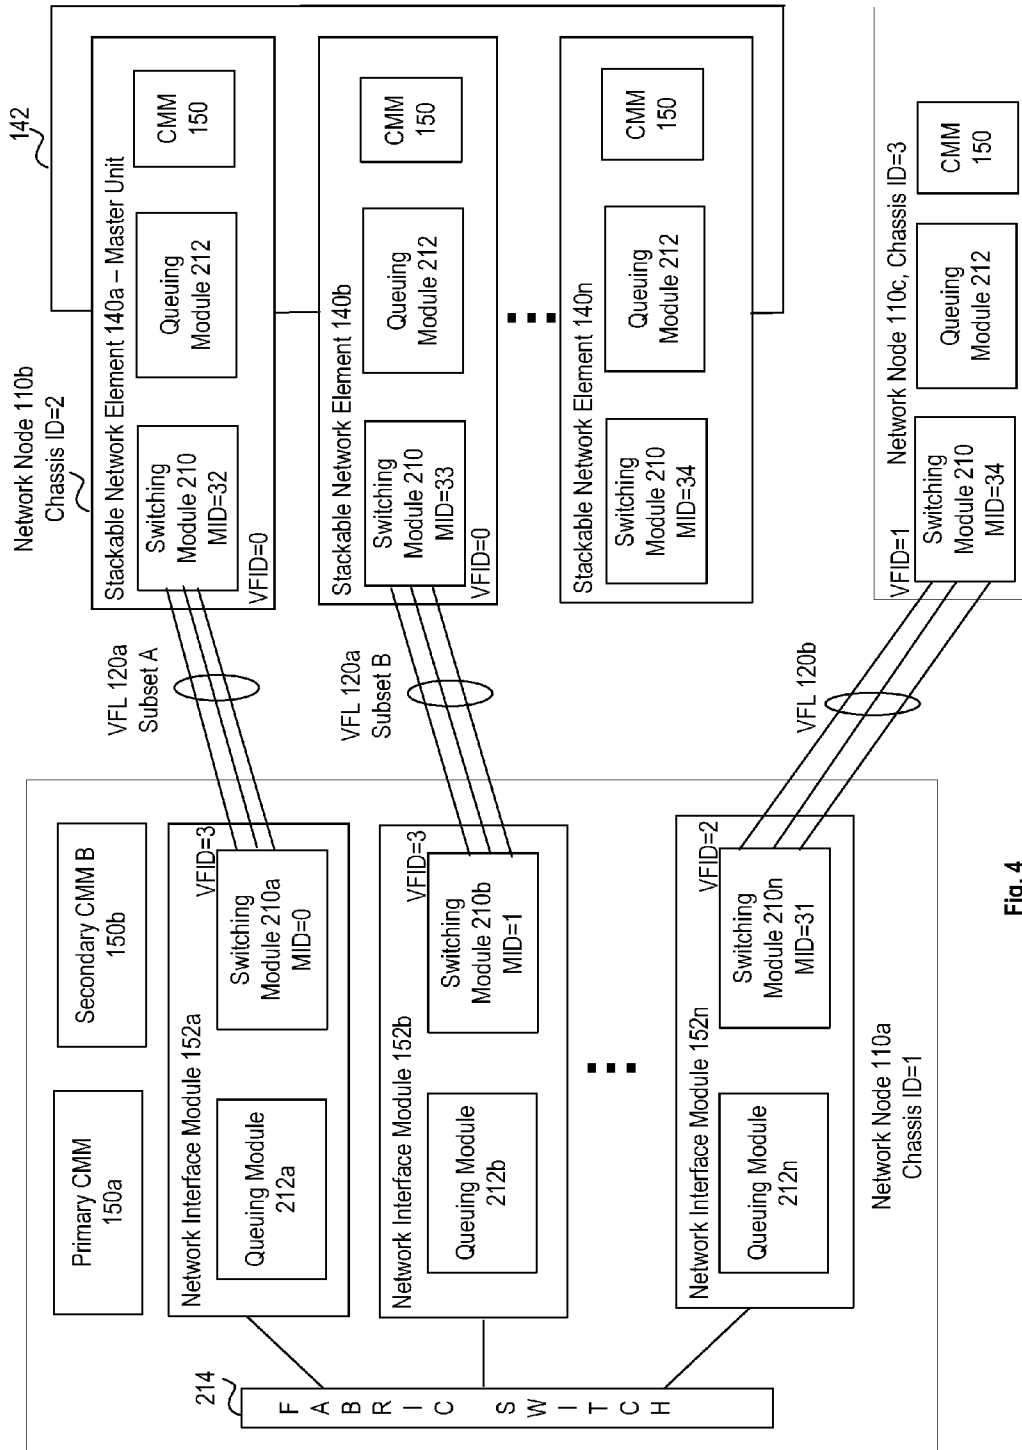 142
Network Node 110b
Chassis ID=2
Stackable Network Element 140a – Master Unit
Switching
Module 210
MID=32
VFID=0
Queuing
Module 212
CMM
150
Stackable Network Element 140b
Switching
Module 210
MID=33
VFID=0
Queuing
Module 212
CMM
150
Stackable Network Element 140n
Switching
Module 210
MID=34
Queuing
Module 212
CMM
150
Network Node 110c, Chassis ID=3
VFID=1
Switching
Module 210
MID=34
Queuing
Module 212
CMM
150
VFL 120a
Subset A
VFL 120a
Subset B
VFL 120b
Primary CMM
150a
Secondary CMM B
150b
Network Interface Module 152a
VFID=3
Queuing Module
212a
Switching
Module 210a
MID=0
Network Interface Module 152b
VFID=3
Queuing Module
212b
Switching
Module 210b
MID=1
Network Interface Module 152n
VFID=2
Queuing Module
212n
Switching
Module 210n
MID=31
214
FABRIC SWITCH
Network Node 110a
Chassis ID=1
Fig. 4